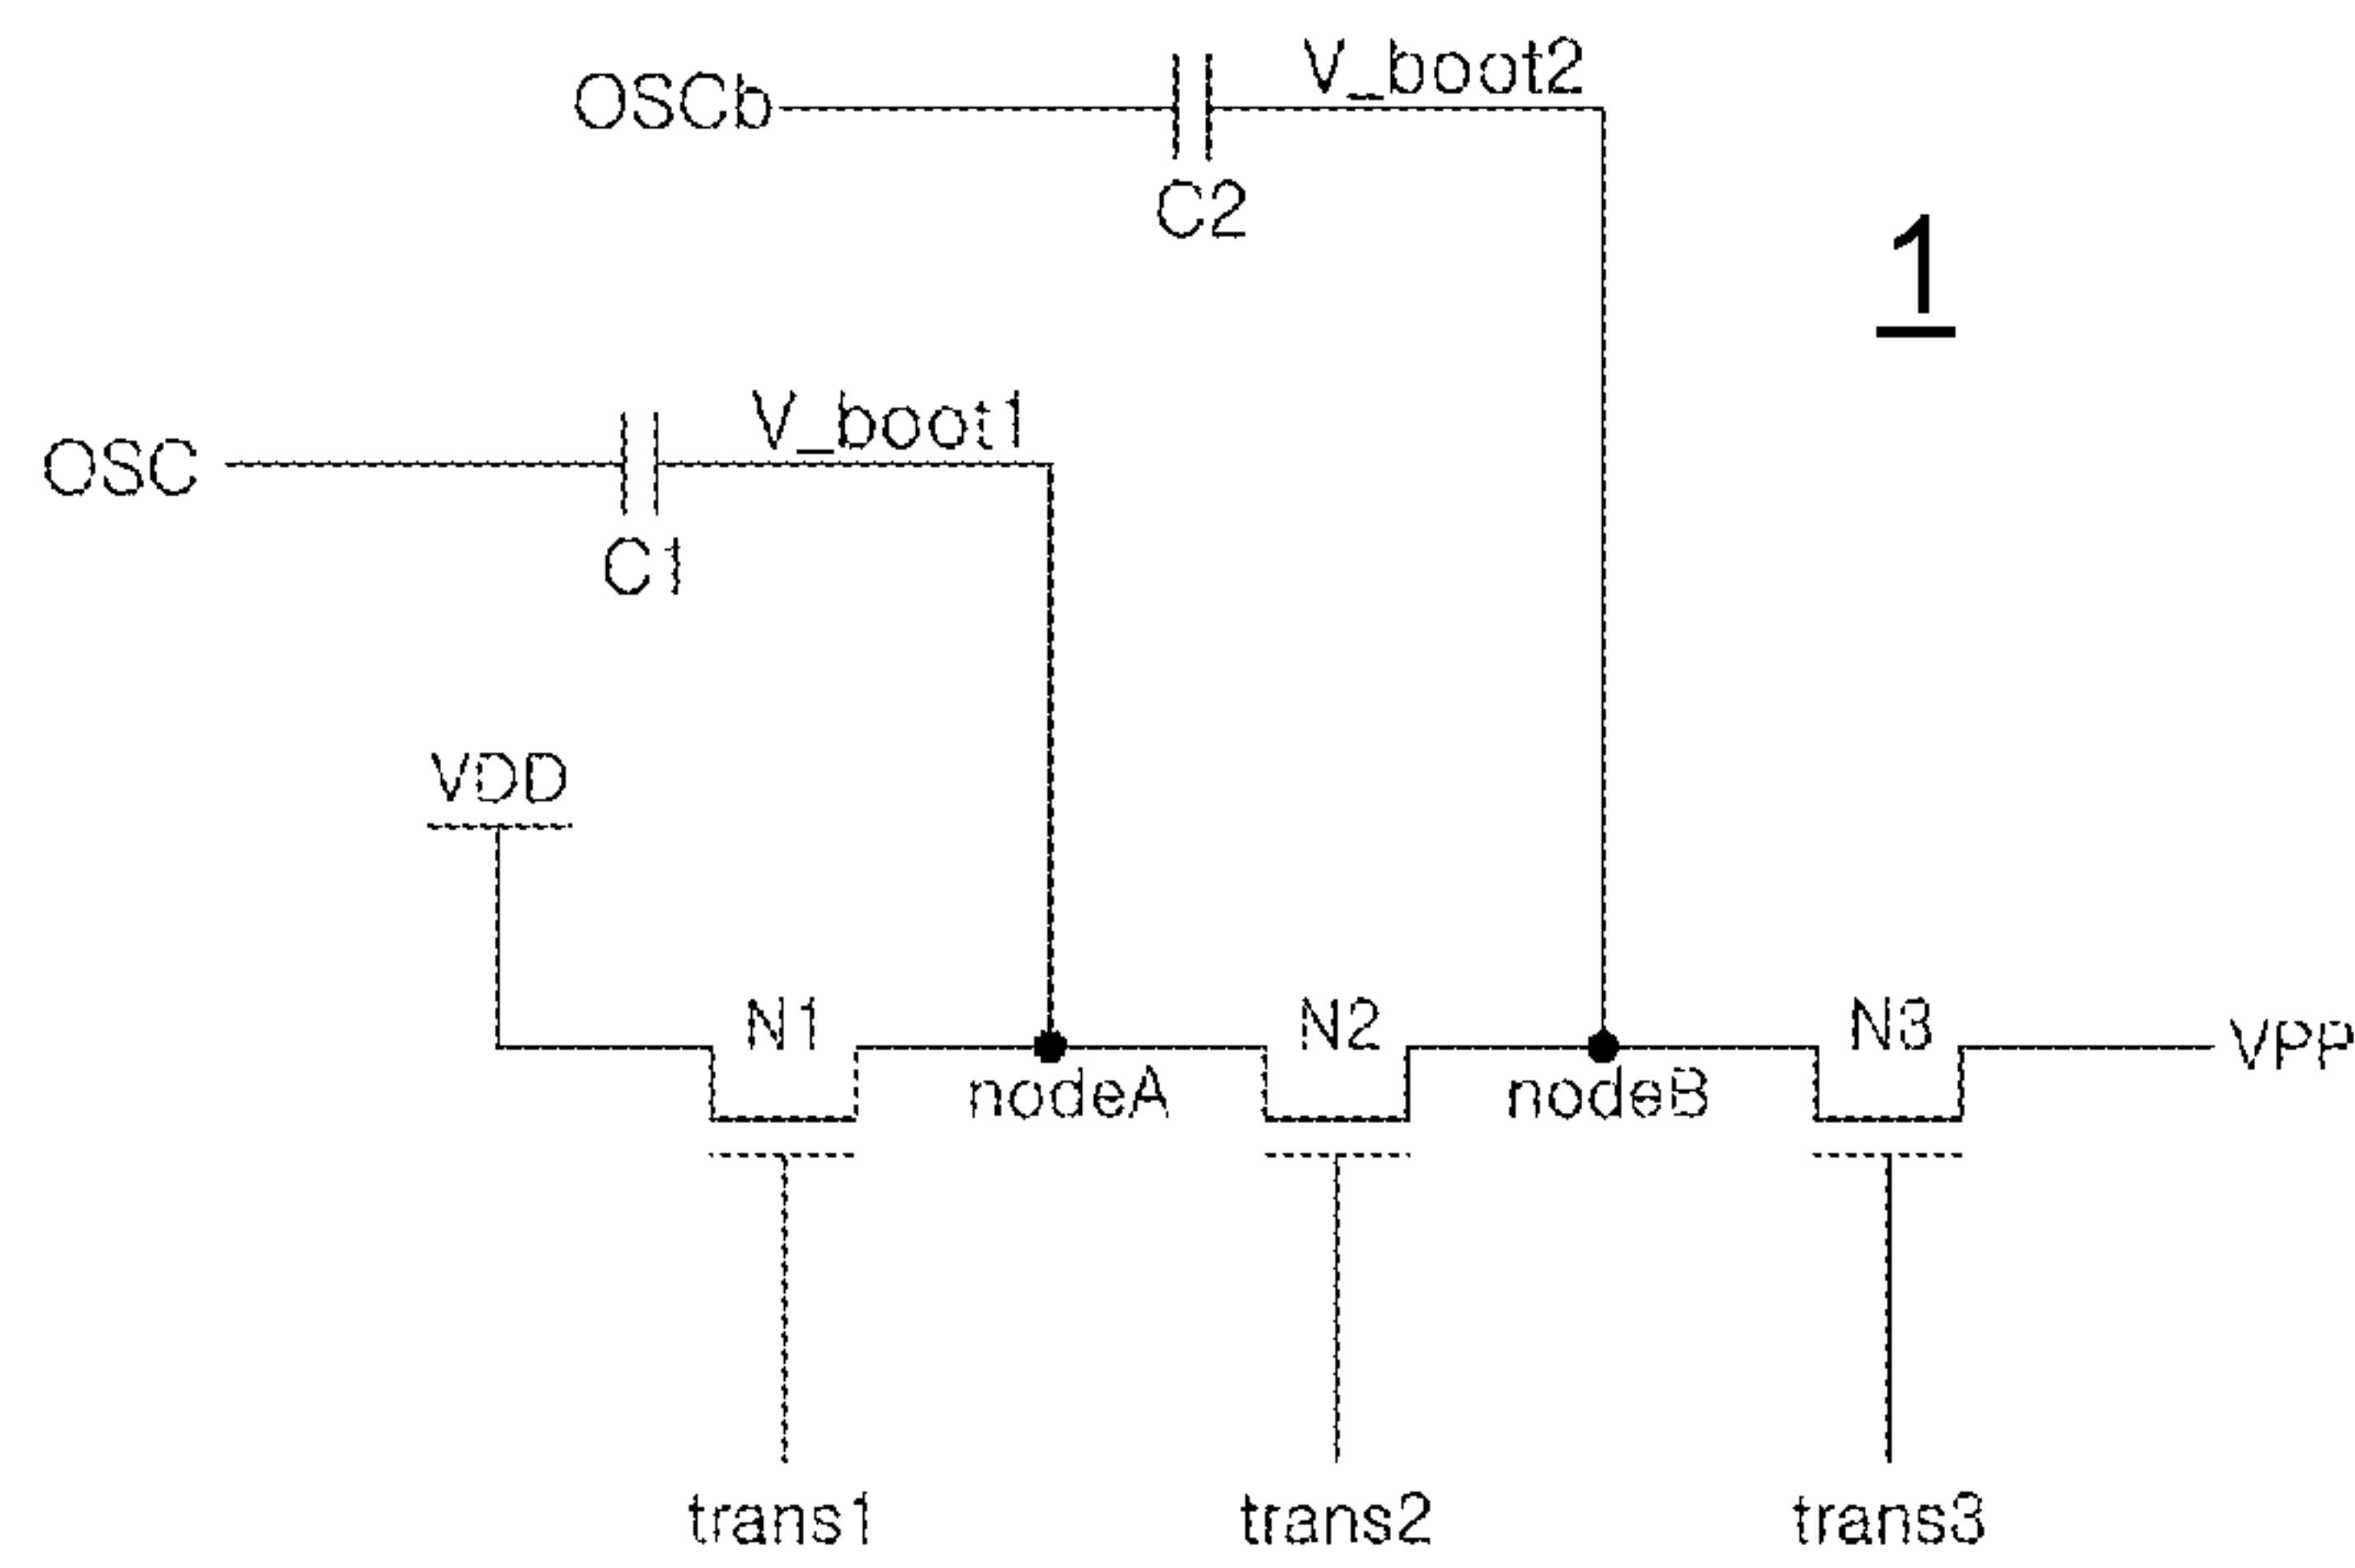 V_boot2
OSCb
C2
1
V_boot1
OSC
C1
VDD
N1
N2
N3
VPP
nodeA
nodeB
trans1
trans2
trans3